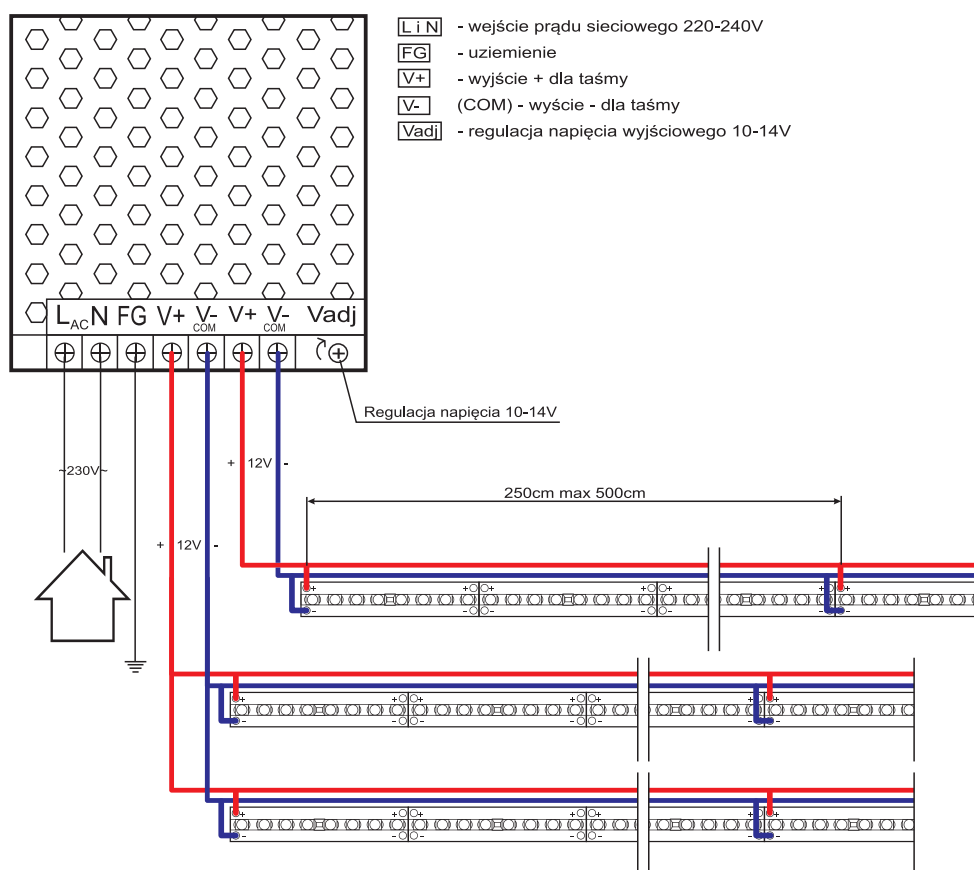 L i N - wejście prądu sieciowego 220-240V
FG - uziemienie
V+ - wyjście + dla taśmy
V- (COM) - wyście - dla taśmy
Vadj - regulacja napięcia wyjściowego 10-14V
LAC N FG V+ V- COM V+ V- COM Vadj
Regulacja napięcia 10-14V
~230V~
+ 12V -
250cm max 500cm
+ 12V -
+ + + + + +
- - - - - -
+ + + + + +
- - - - - -
+ + + + + +
- - - - - -